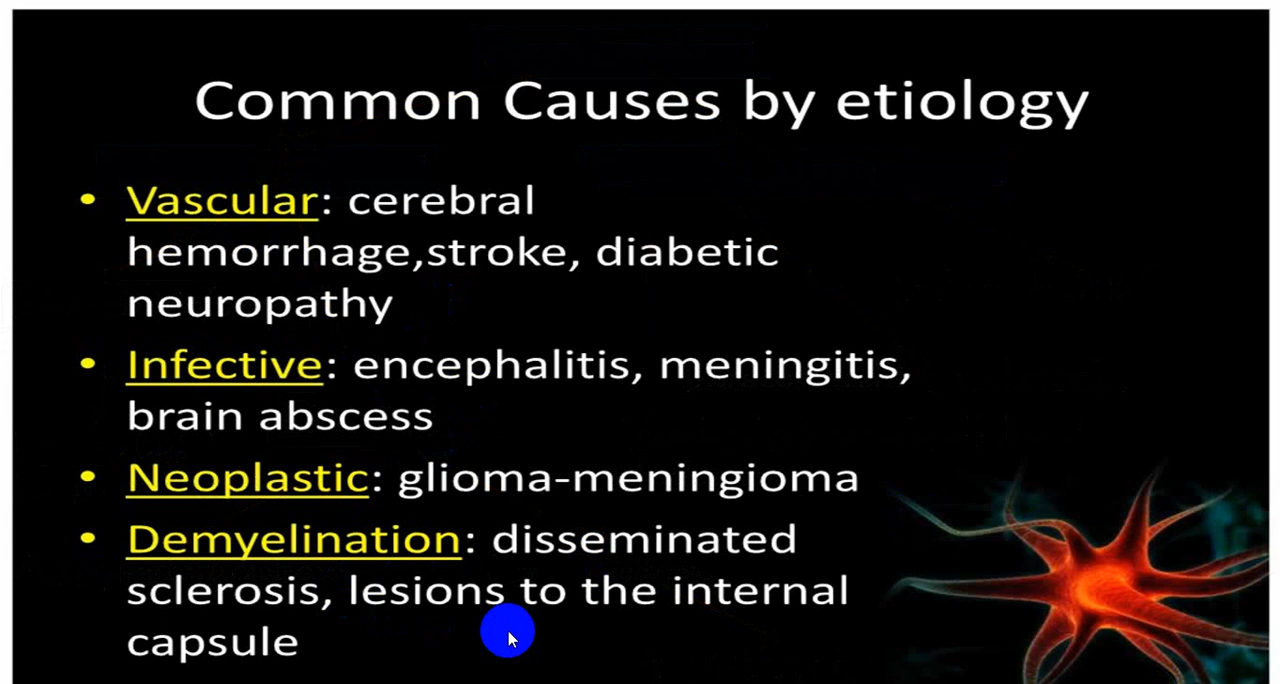 Common Causes by etiology
• Vascular: cerebral
hemorrhage,stroke, diabetic
neuropathy
• Infective: encephalitis, meningitis,
brain abscess
• Neoplastic: glioma-meningioma
• Demyelination: disseminated
sclerosis, lesions to the internal
capsule